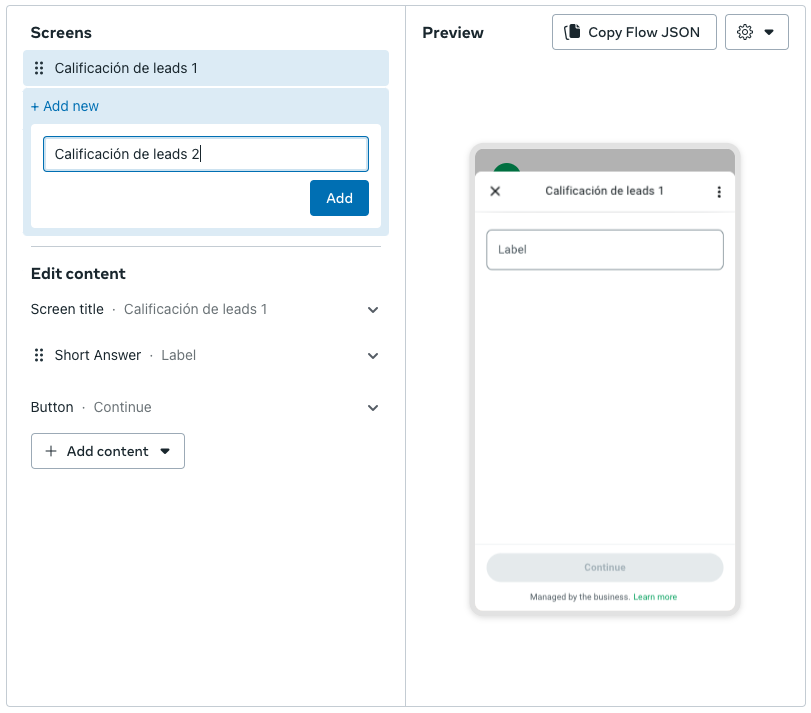 Screens
Calificación de leads 1
+ Add new
Calificación de leads 2
Add
Edit content
Screen title · Calificación de leads 1
Short Answer · Label
Button · Continue
+ Add content
Preview
Copy Flow JSON
Calificación de leads 1
Label
Continue
Managed by the business. Learn more